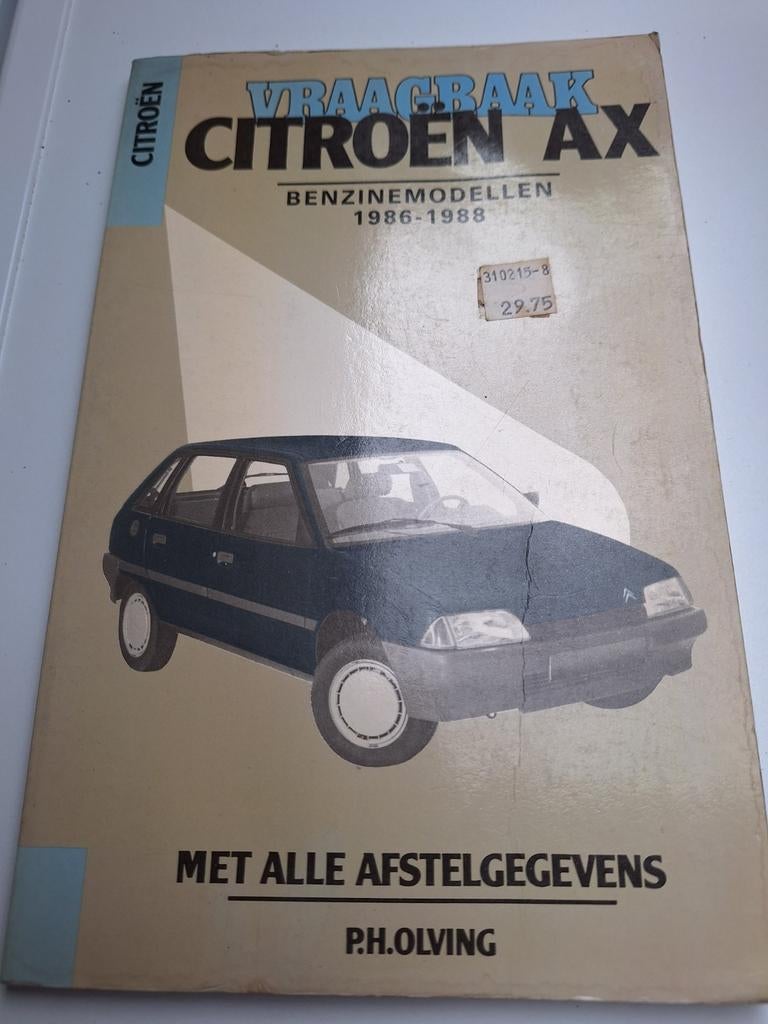 CITROËN
VRAAGBAAK
CITROËN AX
BENZINEMODELLEN
1986-1988
310215-8
29.75
MET ALLE AFSTELGEGEVENS
P.H.OLVING